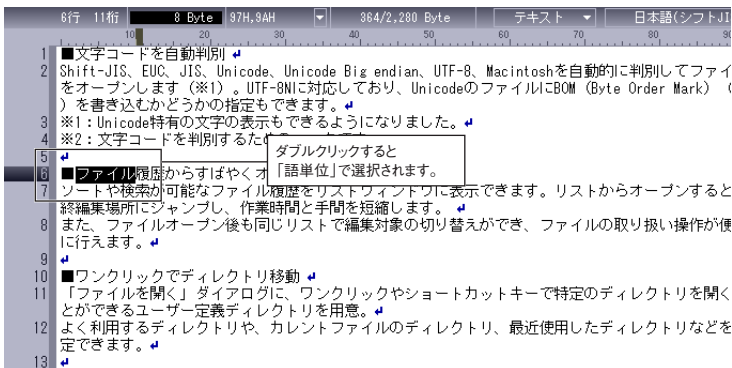 6行 11桁 8 Byte 97H,9AH 364/2,280 Byte テキスト 日本語(シフトJI
10 20 30 40 50 60 70 80 90
1 ■文字コードを自動判別
2 Shift-JIS、EUC、JIS、Unicode、Unicode Big endian、UTF-8、Macintoshを自動的に判別してファイ
をオープンします（※1）。UTF-8Nに対応しており、UnicodeのファイルにBOM（Byte Order Mark）（
）を書き込むかどうかの指定もできます。
3 ※1：Unicode特有の文字の表示もできるようになりました。
4 ※2：文字コードを判別するため
ダブルクリックすると
「語単位」で選択されます。
5
6 ■ファイル履歴からすばやくオ
7 ソートや検索が可能なファイル履歴をリストウィンドウに表示できます。リストからオープンすると
終編集場所にジャンプし、作業時間と手間を短縮します。
8 また、ファイルオープン後も同じリストで編集対象の切り替えができ、ファイルの取り扱い操作が便
に行えます。
9
10 ■ワンクリックでディレクトリ移動
11 「ファイルを開く」ダイアログに、ワンクリックやショートカットキーで特定のディレクトリを開く
とができるユーザー定義ディレクトリを用意。
12 よく利用するディレクトリや、カレントファイルのディレクトリ、最近使用したディレクトリなどを
定できます。
13